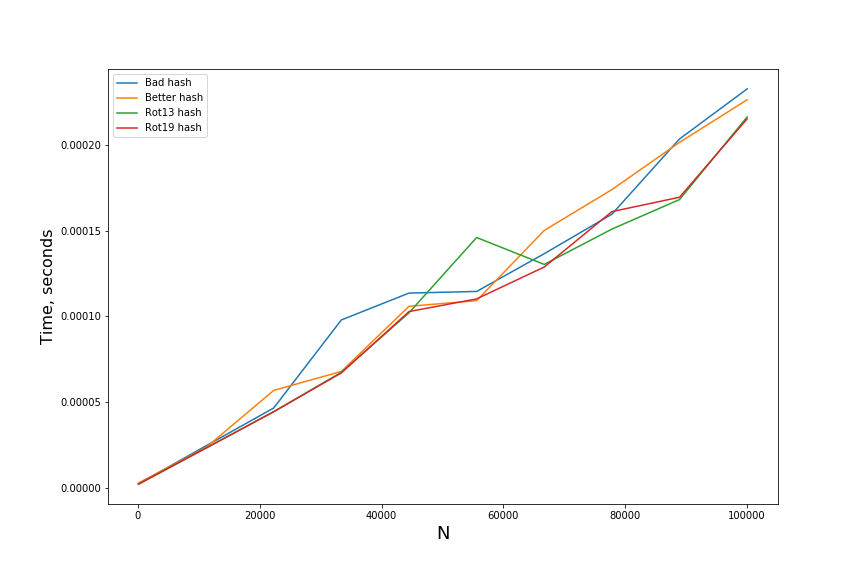 Bad hash
Better hash
Rot13 hash
Rot19 hash
0.00020
0.00015
0.00010
0.00005
0.00000
Time, seconds
0 20000 40000 60000 80000 100000
N